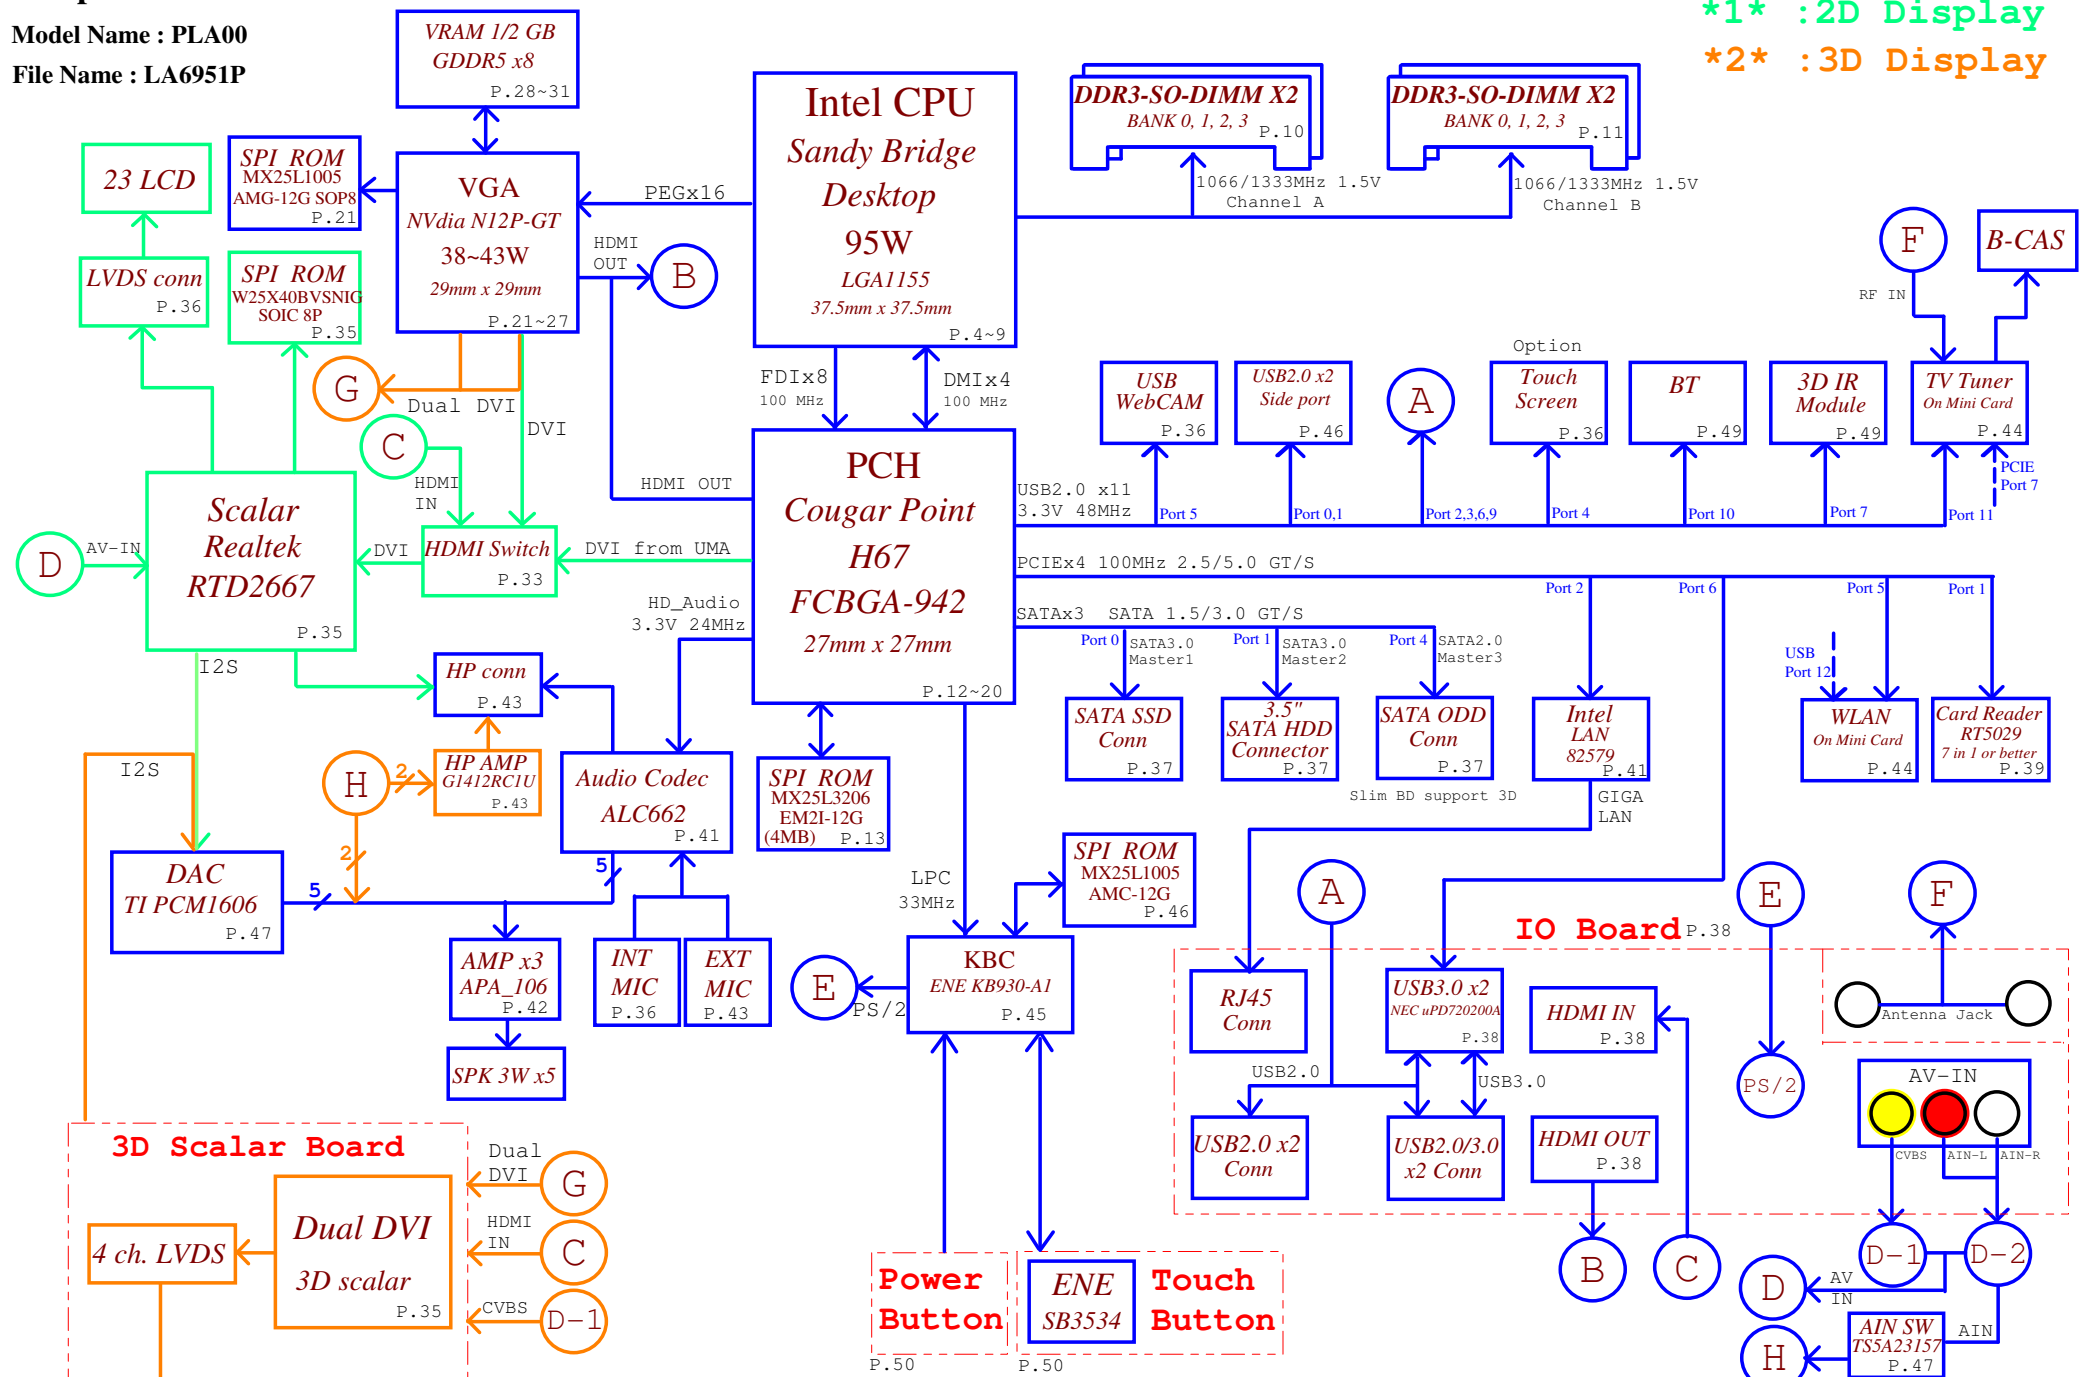 Model Name : PLA00
File Name : LA6951P
*1* :2D Display
*2* :3D Display
VRAM 1/2 GB
GDDR5 x8
P.28~31
23 LCD
SPI ROM
MX25L1005
AMG-12G SOP8
P.21
VGA
NVdia N12P-GT
38~43W
29mm x 29mm
P.21~27
PEGx16
HDMI
OUT
B
Intel CPU
Sandy Bridge
Desktop
95W
LGA1155
37.5mm x 37.5mm
P.4~9
DDR3-SO-DIMM X2
BANK 0, 1, 2, 3
P.10
1066/1333MHz 1.5V
Channel A
DDR3-SO-DIMM X2
BANK 0, 1, 2, 3
P.11
1066/1333MHz 1.5V
Channel B
F
RF IN
B-CAS
LVDS conn
P.36
SPI ROM
W25X40BVSNIG
SOIC 8P
P.35
G
Dual DVI
DVI
C
HDMI
IN
FDIx8
100 MHz
DMIx4
100 MHz
USB
WebCAM
P.36
USB2.0 x2
Side port
P.46
A
Option
Touch
Screen
P.36
BT
P.49
3D IR
Module
P.49
TV Tuner
On Mini Card
P.44
PCIE
Port 7
Scalar
Realtek
RTD2667
P.35
D
AV-IN
DVI
HDMI Switch
P.33
DVI from UMA
HDMI OUT
PCH
Cougar Point
H67
FCBGA-942
27mm x 27mm
P.12~20
USB2.0 x11
3.3V 48MHz
Port 5
Port 0,1
Port 2,3,6,9
Port 4
Port 10
Port 7
Port 11
PCIEx4 100MHz 2.5/5.0 GT/S
Port 2
Port 6
Port 5
Port 1
SATAx3 SATA 1.5/3.0 GT/S
Port 0
SATA3.0
Master1
Port 1
SATA3.0
Master2
Port 4
SATA2.0
Master3
USB
Port 12
HD_Audio
3.3V 24MHz
I2S
HP conn
P.43
SATA SSD
Conn
P.37
3.5"
SATA HDD
Connector
P.37
SATA ODD
Conn
P.37
Slim BD support 3D
Intel
LAN
82579
P.41
GIGA
LAN
WLAN
On Mini Card
P.44
Card Reader
RT5029
7 in 1 or better
P.39
I2S
H
2
HP AMP
G1412RC1U
P.43
2
Audio Codec
ALC662
P.41
SPI ROM
MX25L3206
EM2I-12G
(4MB)
P.13
DAC
TI PCM1606
P.47
5
5
LPC
33MHz
SPI ROM
MX25L1005
AMC-12G
P.46
A
E
F
IO Board
P.38
AMP x3
APA_106
P.42
INT
MIC
P.36
EXT
MIC
P.43
E
PS/2
KBC
ENE KB930-A1
P.45
RJ45
Conn
USB3.0 x2
NEC uPD720200A
P.38
HDMI IN
P.38
Antenna Jack
SPK 3W x5
USB2.0
USB3.0
PS/2
AV-IN
CVBS
AIN-L
AIN-R
USB2.0 x2
Conn
USB2.0/3.0
x2 Conn
HDMI OUT
P.38
3D Scalar Board
Dual
DVI
G
HDMI
IN
C
CVBS
D-1
Dual DVI
3D scalar
P.35
4 ch. LVDS
Power
Button
P.50
ENE
SB3534
Touch
Button
P.50
B
C
D-1
D-2
D
AV
IN
AIN SW
TS5A23157
P.47
AIN
H